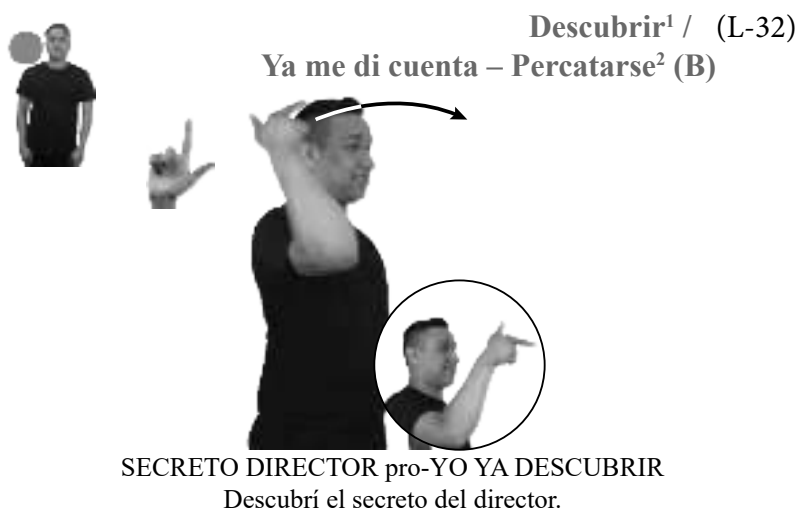 Descubrir¹ / (L-32)
Ya me di cuenta – Percatarse² (B)
SECRETO DIRECTOR pro-YO YA DESCUBRIR
Descubrí el secreto del director.